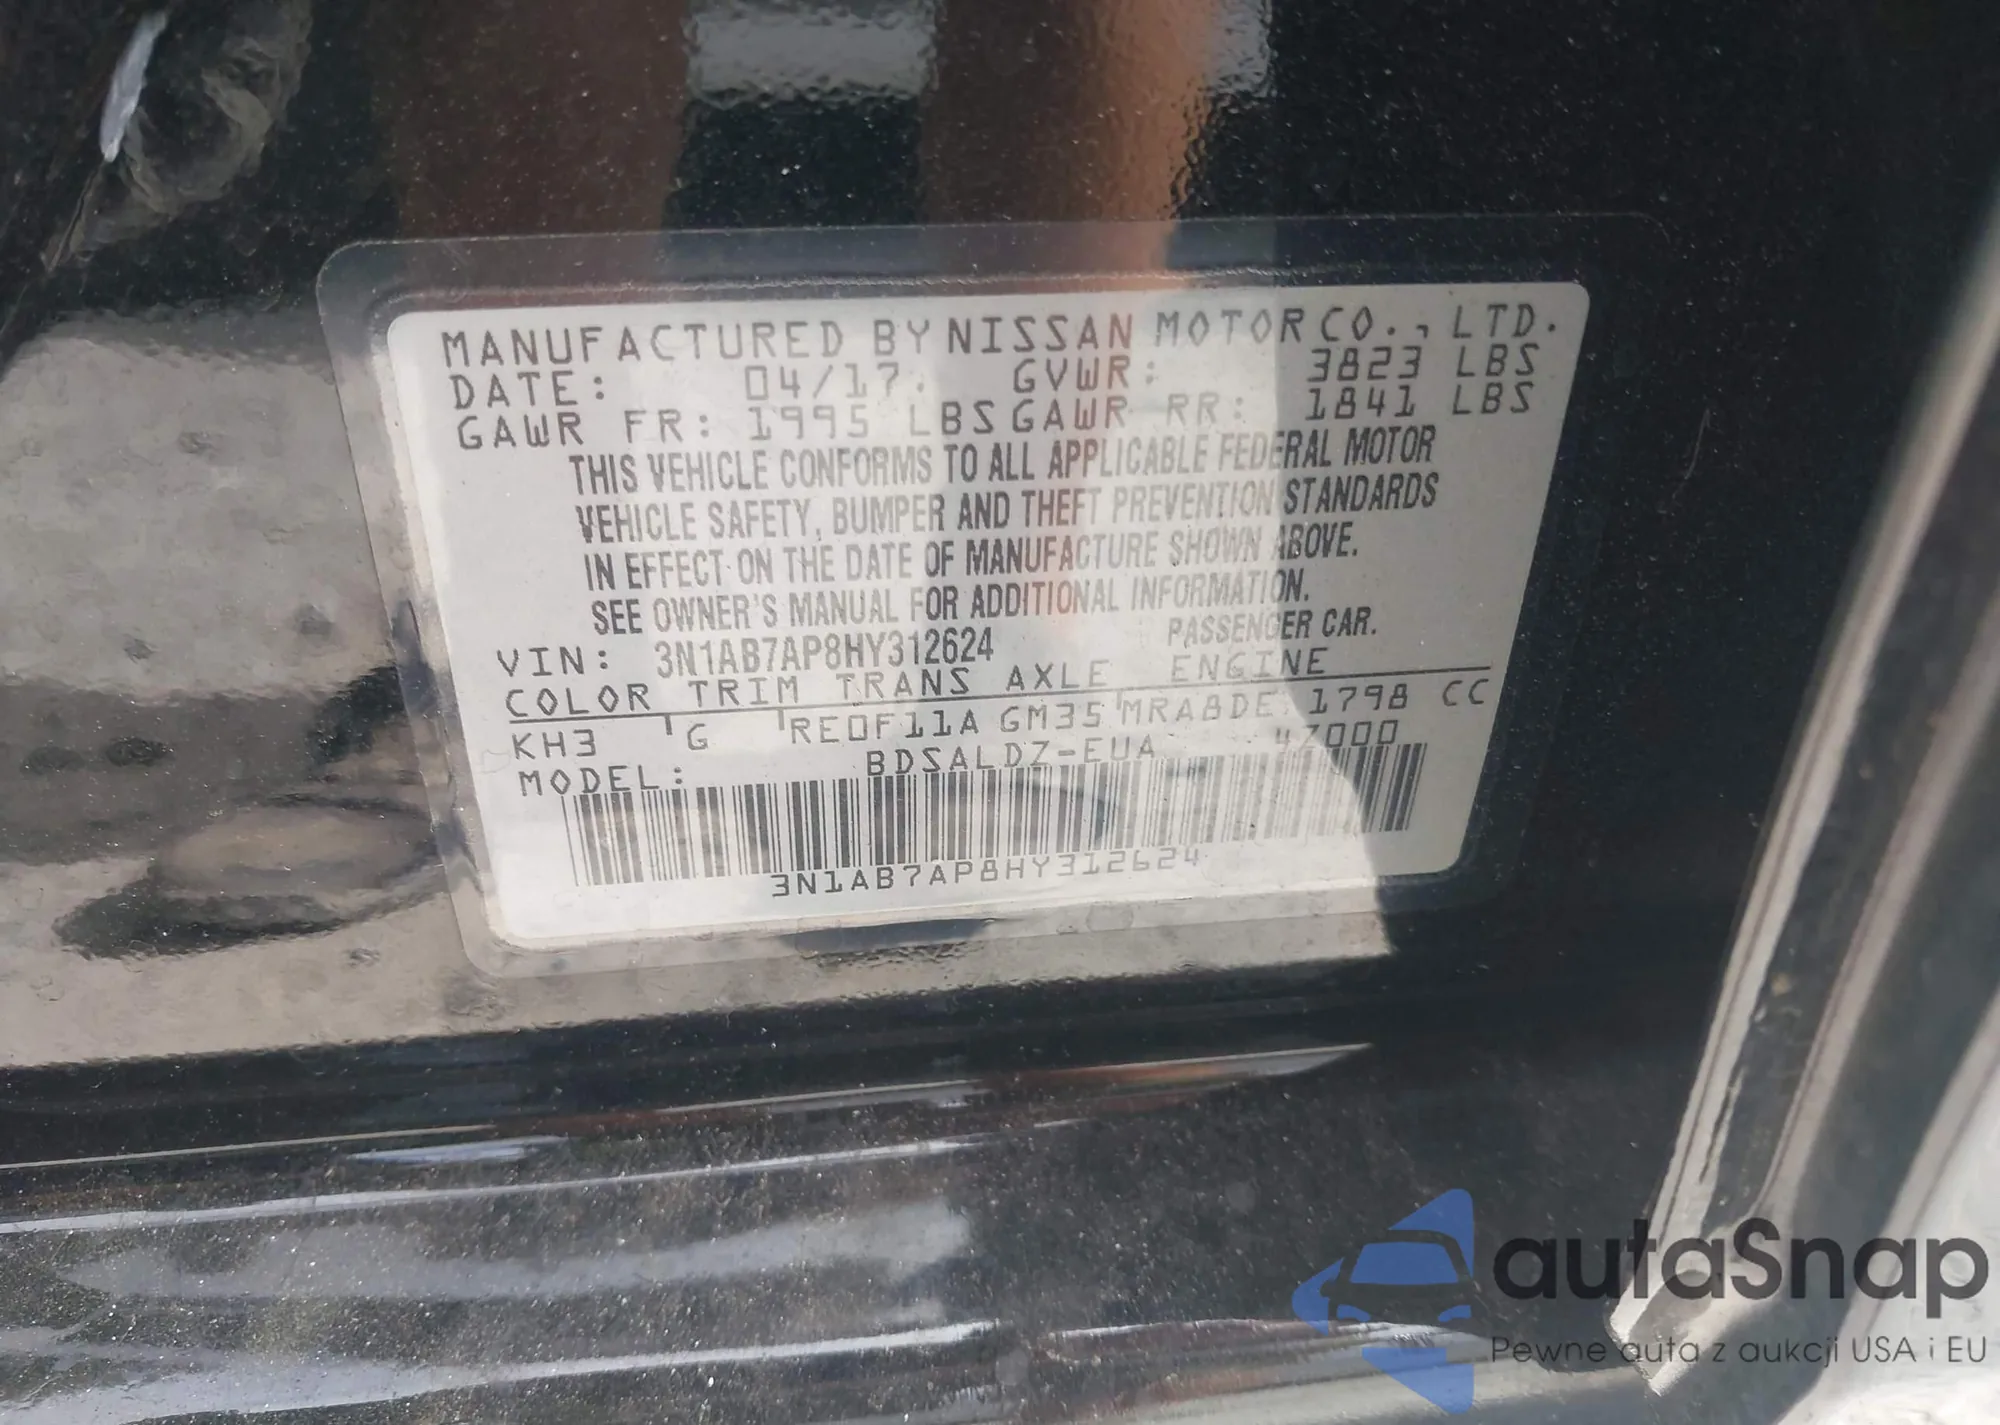 MANUFACTURED BY NISSAN MOTOR CO., LTD.
DATE: 04/17 GVWR: 3823 LBS
GAWR FR: 1995 LBS GAWR RR: 1841 LBS
THIS VEHICLE CONFORMS TO ALL APPLICABLE FEDERAL MOTOR
VEHICLE SAFETY, BUMPER AND THEFT PREVENTION STANDARDS
IN EFFECT ON THE DATE OF MANUFACTURE SHOWN ABOVE.
SEE OWNER'S MANUAL FOR ADDITIONAL INFORMATION.
VIN: 3N1AB7AP8HY312624 PASSENGER CAR.
COLOR TRIM TRANS AXLE ENGINE
KH3 G RE0F11A GM35 MRA8DE 1798 CC
MODEL: BDSALDZ-EUA 47000
3N1AB7AP8HY312624
autaSnap
Pewne auta z aukcji USA i EU